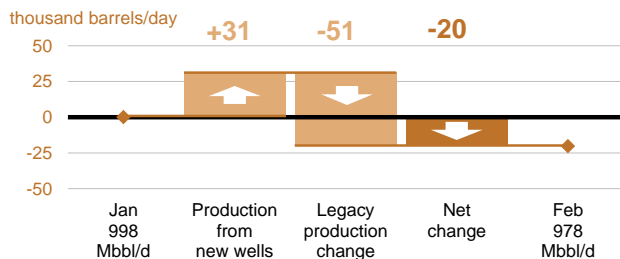 thousand barrels/day
+31 -51 -20
50
25
0
-25
-50
Jan
998
Mbbl/d
Production
from
new wells
Legacy
production
change
Net
change
Feb
978
Mbbl/d